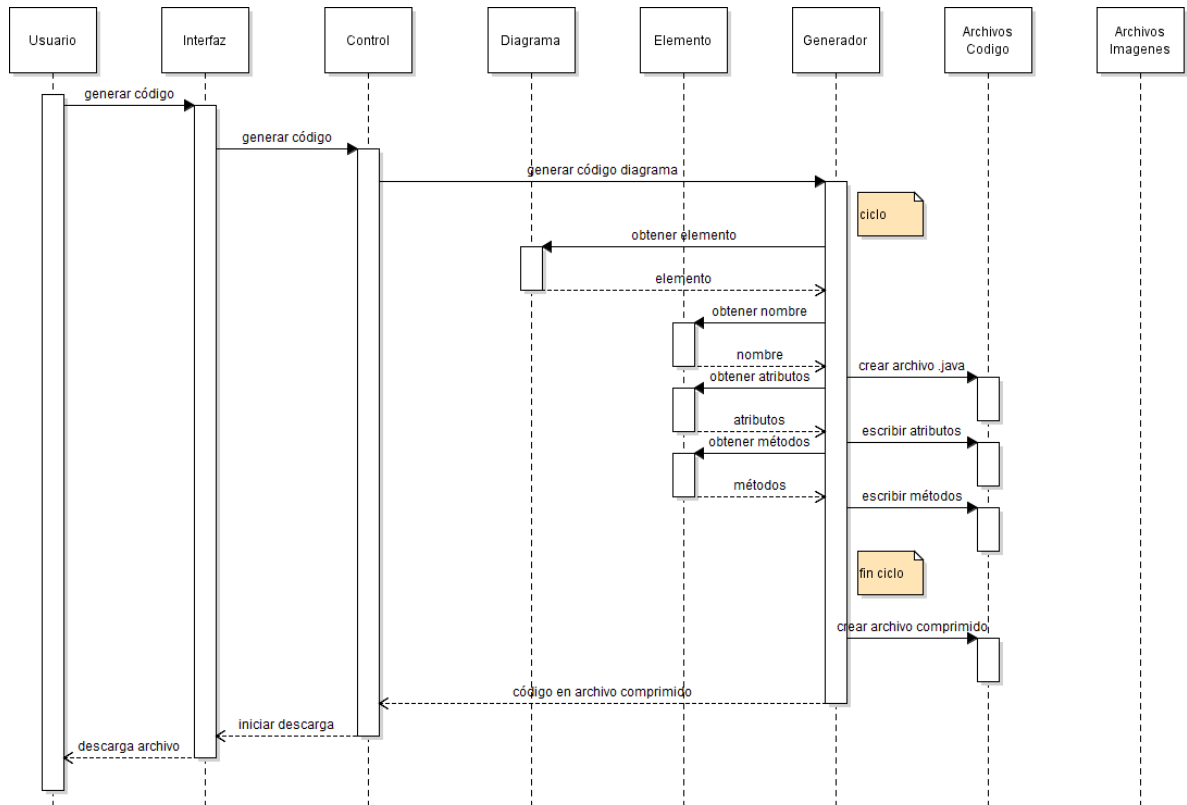 Usuario
Interfaz
Control
Diagrama
Elemento
Generador
Archivos
Codigo
Archivos
Imagenes
generar código
generar código
generar código diagrama
ciclo
obtener elemento
elemento
obtener nombre
nombre
crear archivo .java
obtener atributos
atributos
escribir atributos
obtener métodos
métodos
escribir métodos
fin ciclo
crear archivo comprimido
código en archivo comprimido
iniciar descarga
descarga archivo